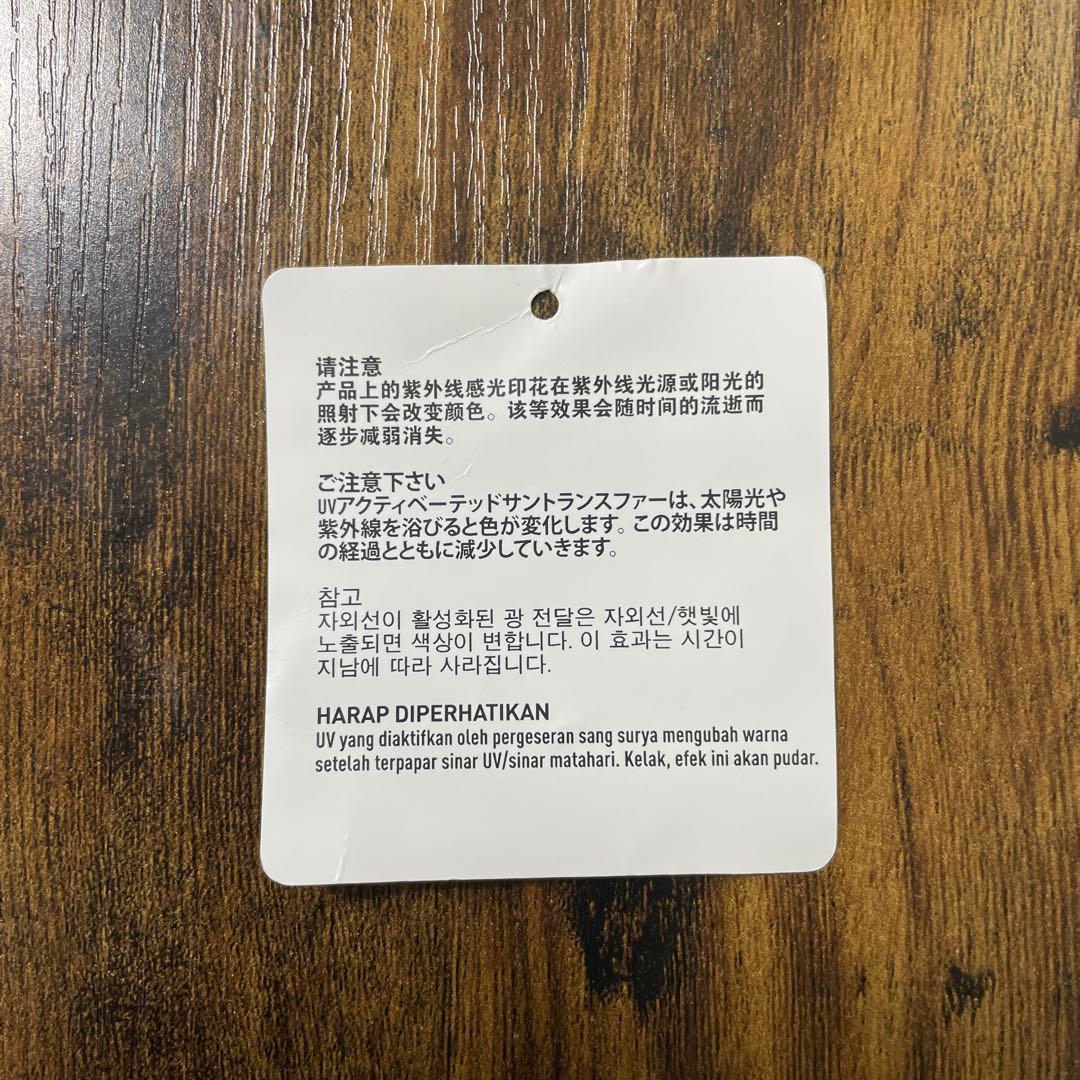 请注意
产品上的紫外线感光印花在紫外线光源或阳光的
照射下会改变颜色。该等效果会随时间的流逝而
逐步减弱消失。
ご注意下さい
UVアクティベーテッドサントランスファーは、太陽光や
紫外線を浴びると色が変化します。この効果は時間
の経過とともに減少していきます。
참고
자외선이 활성화된 광 전달은 자외선/햇빛에
노출되면 색상이 변합니다. 이 효과는 시간이
지남에 따라 사라집니다.
HARAP DIPERHATIKAN
UV yang diaktifkan oleh pergeseran sang surya mengubah warna
setelah terpapar sinar UV/sinar matahari. Kelak, efek ini akan pudar.